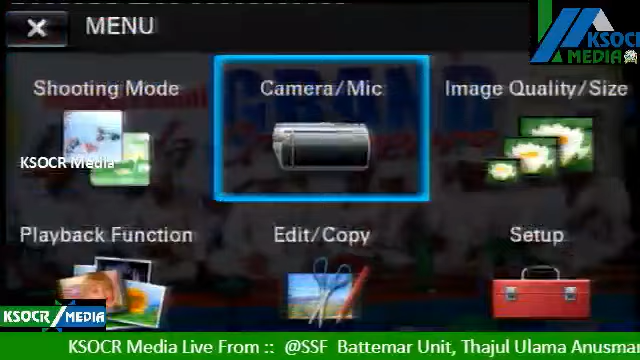 MENU
KSOCR
MEDIA
Shooting Mode
Camera/Mic
Image Quality/Size
KSOCR Media
Playback Function
Edit/Copy
Setup
KSOCR MEDIA
KSOCR Media Live From :: @SSF Battemar Unit, Thajul Ulama Anusmar